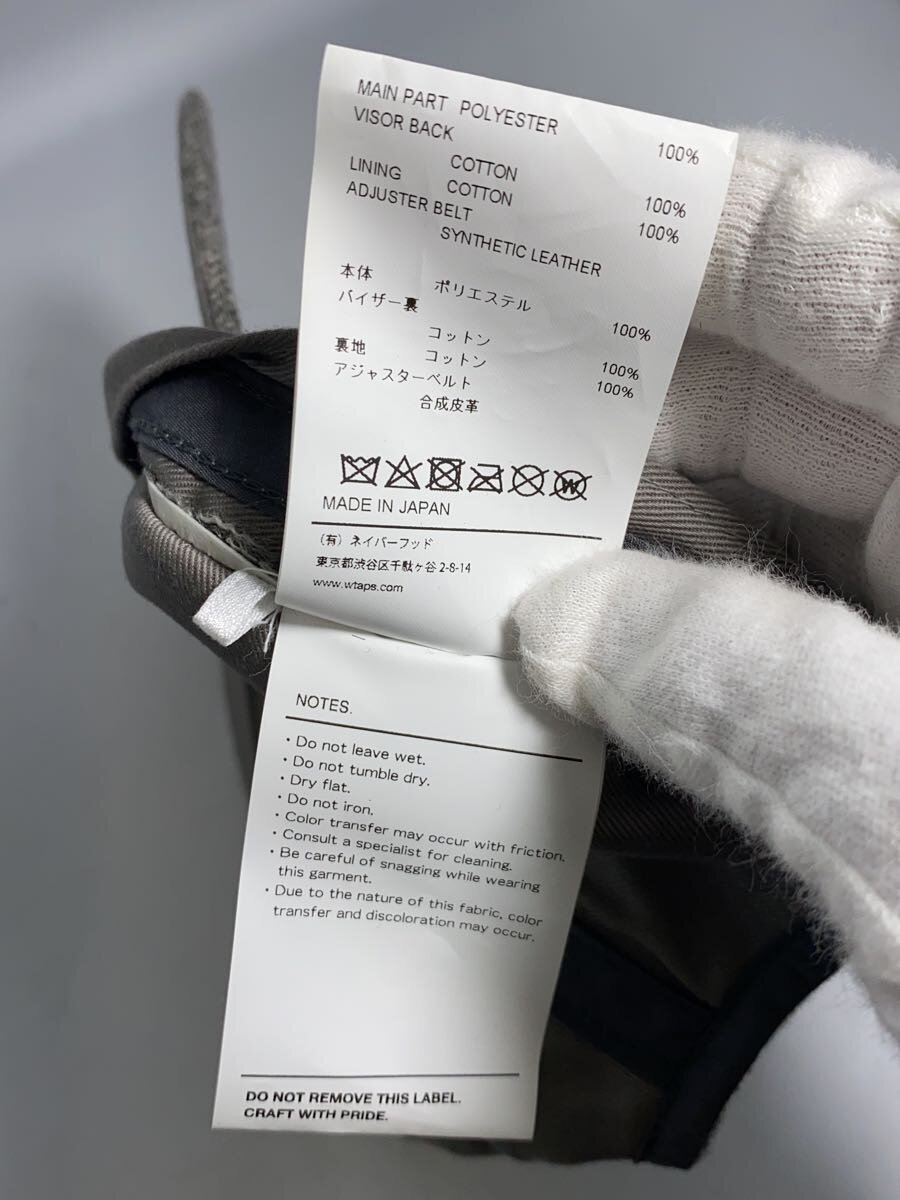 MAIN PART POLYESTER 100%
VISOR BACK
COTTON 100%
LINING COTTON 100%
ADJUSTER BELT
SYNTHETIC LEATHER
本体 ポリエステル 100%
バイザー裏
コットン 100%
裏地 コットン 100%
アジャスターベルト
合成皮革
W
MADE IN JAPAN
(有) ネイバーフッド
東京都渋谷区千駄ヶ谷 2-8-14
www.wtaps.com
NOTES.
・Do not leave wet.
・Do not tumble dry.
・Dry flat.
・Do not iron.
・Color transfer may occur with friction.
・Consult a specialist for cleaning.
・Be careful of snagging while wearing
this garment.
・Due to the nature of this fabric, color
transfer and discoloration may occur.
DO NOT REMOVE THIS LABEL.
CRAFT WITH PRIDE.